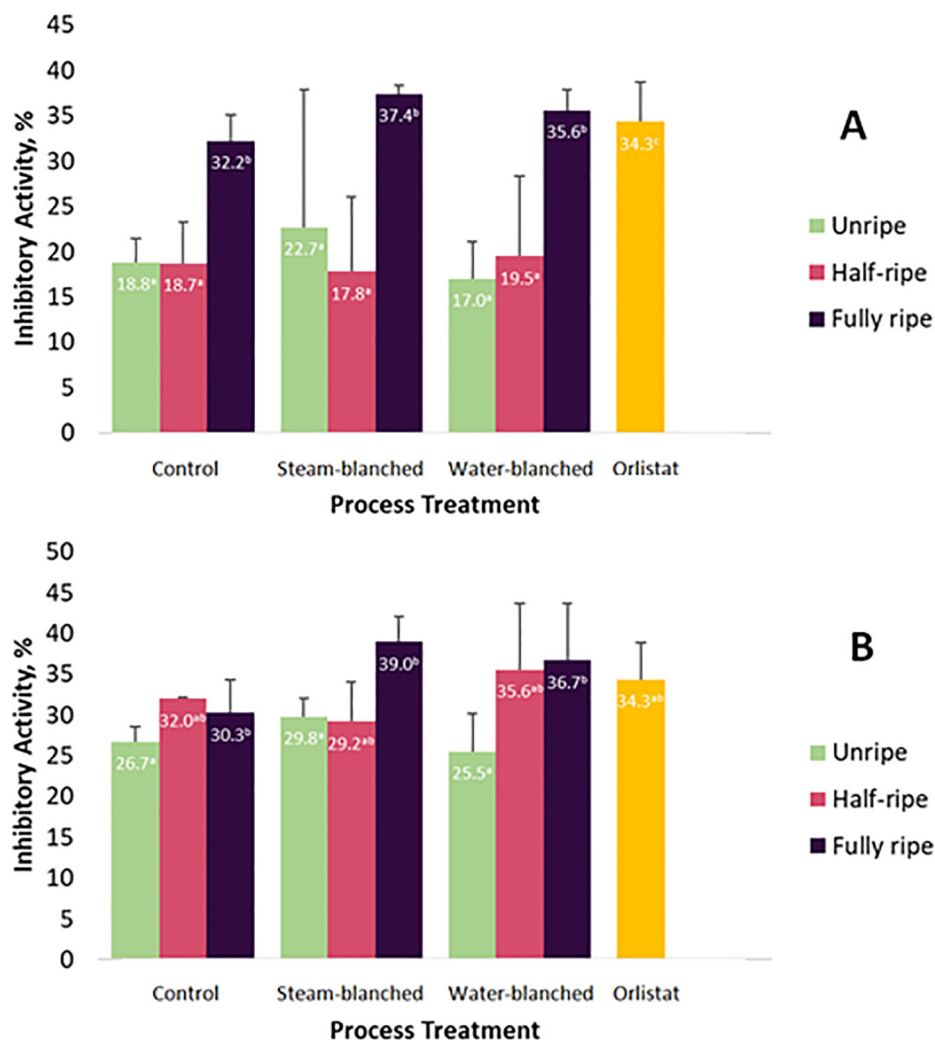 45
40
35
30
25
20
15
10
5
0
Inhibitory Activity, %
18.8ᵃ
18.7ᵃ
32.2ᵇ
22.7ᵃ
17.8ᵃ
37.4ᵇ
17.0ᵃ
19.5ᵃ
35.6ᵇ
34.3ᶜ
Control
Steam-blanched
Water-blanched
Orlistat
Process Treatment
A
Unripe
Half-ripe
Fully ripe
50
45
40
35
30
25
20
15
10
5
0
Inhibitory Activity, %
26.7ᵃ
32.0ᵃᵇ
30.3ᵇ
29.8ᵃ
29.2ᵃᵇ
39.0ᵇ
25.5ᵃ
35.6ᵃᵇ
36.7ᵇ
34.3ᵃᵇ
Control
Steam-blanched
Water-blanched
Orlistat
Process Treatment
B
Unripe
Half-ripe
Fully ripe